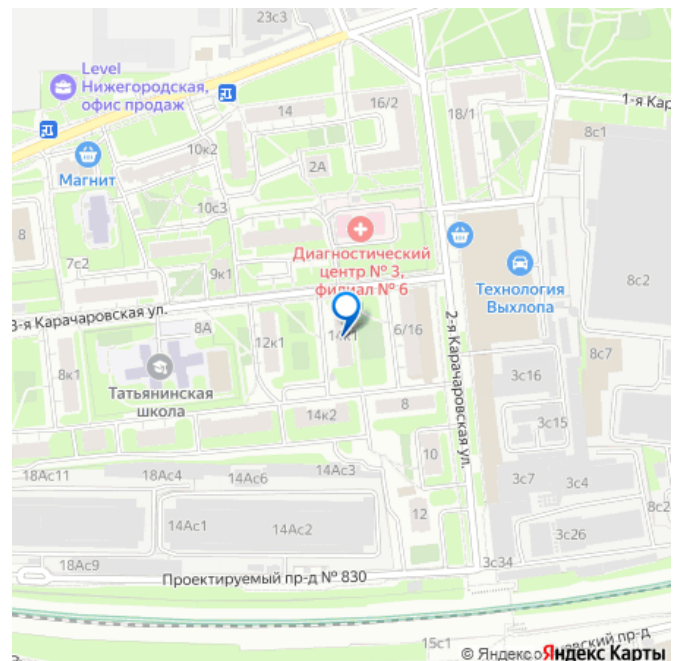 23с3
Level
Нижегородская,
офис продаж
14
16/2
18/1
1-я Кар
8с1
10к2
Магнит
2А
10с3
8
7с2
Диагностический
центр № 3,
филиал № 6
9к1
Технология
Выхлопа
8с2
3-я Карачаровская ул.
8А
12к1
14к1
6/16
2-я Карачаровская ул.
8к1
Татьянинская
школа
3с16
8с7
14к2
8
3с15
10
18Ас11
18Ас4
14Ас6
14Ас3
3с7
3с4
14Ас1
14Ас2
12
8с2
3с26
18Ас9
Проектируемый пр-д № 830
3с34
15с1
овский пр-д
© Яндекс
Яндекс Карты